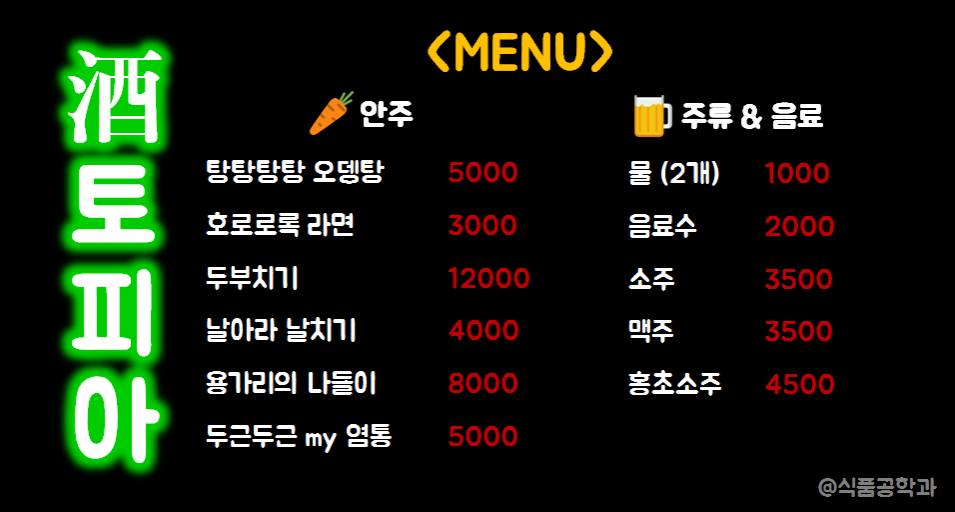 酒토피아
<MENU>
🥕 안주
탕탕탕탕 오뎅탕 5000
호로로록 라면 3000
두부치기 12000
날아라 날치기 4000
용가리의 나들이 8000
두근두근 my 염통 5000
🍺 주류 & 음료
물 (2개) 1000
음료수 2000
소주 3500
맥주 3500
홍초소주 4500
@식품공학과